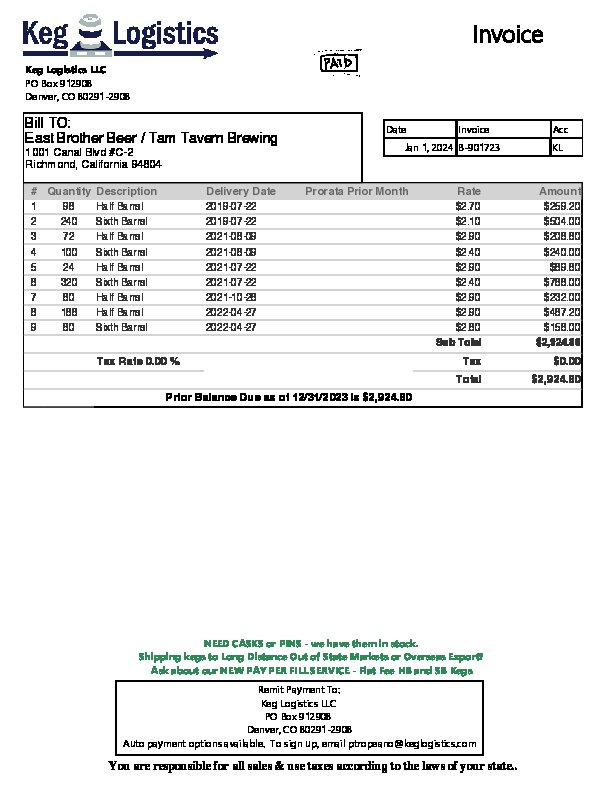 Keg Logistics
Invoice
PAID
Keg Logistics LLC
PO Box 912908
Denver, CO 80291-2908
Bill TO:
East Brother Beer / Tam Tavern Brewing
1001 Canal Blvd #C-2
Richmond, California 94804
Date Invoice Acc
Jan 1, 2024 B-901723 KL
# Quantity Description Delivery Date Prorata Prior Month Rate Amount
1 96 Half Barrel 2019-07-22 $2.70 $259.20
2 240 Sixth Barrel 2019-07-22 $2.10 $504.00
3 72 Half Barrel 2021-08-09 $2.90 $208.80
4 100 Sixth Barrel 2021-08-09 $2.40 $240.00
5 24 Half Barrel 2021-07-22 $2.90 $69.60
6 320 Sixth Barrel 2021-07-22 $2.40 $768.00
7 80 Half Barrel $2.90 $232.00
8 168 Half Barrel 2022-04-27 $2.90 $487.20
9 60 Sixth Barrel 2022-04-27 $2.60 $156.00
Sub Total $2,924.80
Tax Rate 0.00 % Tax $0.00
Total $2,924.80
Prior Balance Due as of 12/31/2023 is $2,924.80
NEED CASKS or PINS - we have them in stock.
Shipping kegs to Long Distance Out of State Markets or Overseas Export?
Ask about our NEW PAY PER FILL SERVICE - Flat Fee HB and SB Kegs
Remit Payment To:
Keg Logistics LLC
PO Box 912908
Denver, CO 80291-2908
Auto payment options available. To sign up, email ptropeano@keglogistics.com
You are responsible for all sales & use taxes according to the laws of your state..